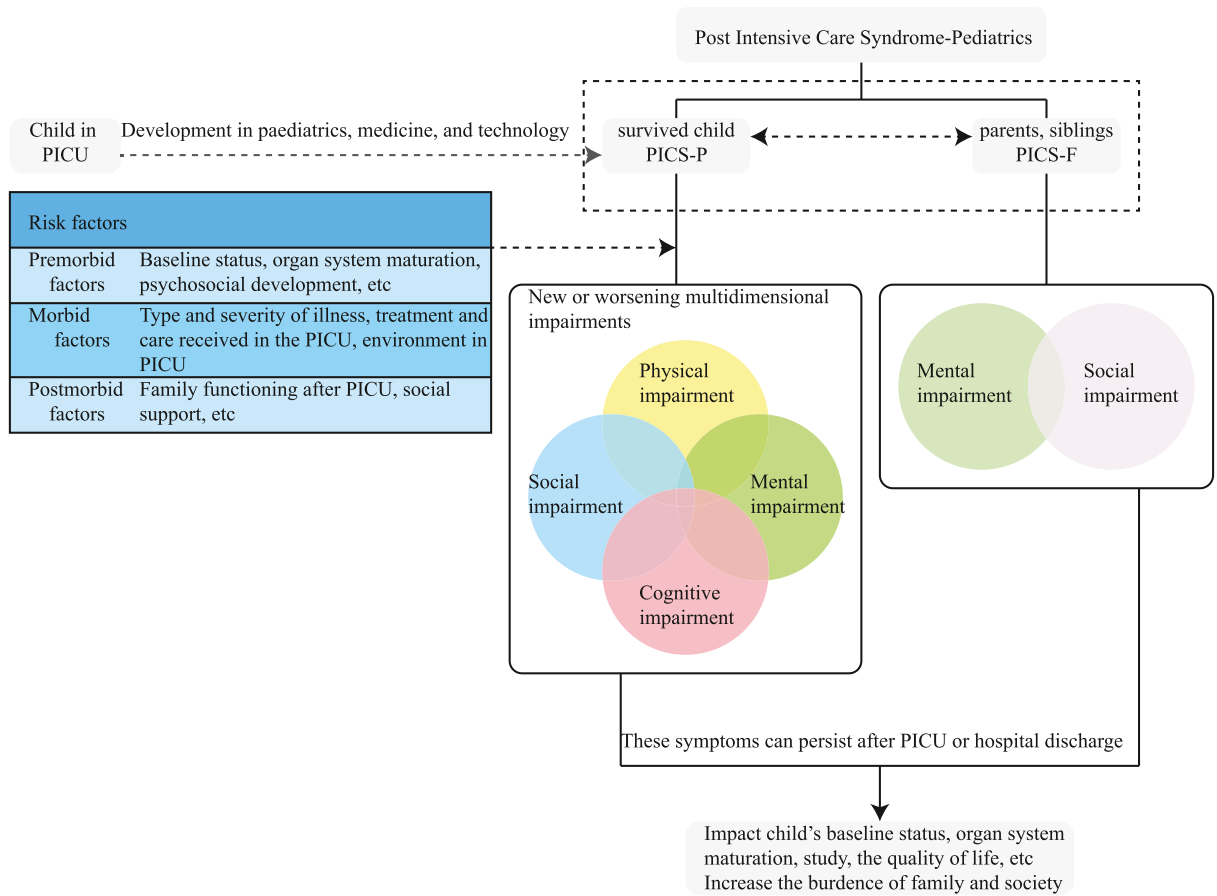 Post Intensive Care Syndrome-Pediatrics
Child in
PICU
Development in paediatrics, medicine, and technology
survived child
PICS-P
parents, siblings
PICS-F
Risk factors
Premorbid
factors
Baseline status, organ system maturation,
psychosocial development, etc
Morbid
factors
Type and severity of illness, treatment and
care received in the PICU, environment in
PICU
Postmorbid
factors
Family functioning after PICU, social
support, etc
New or worsening multidimensional
impairments
Physical
impairment
Social
impairment
Mental
impairment
Cognitive
impairment
Mental
impairment
Social
impairment
These symptoms can persist after PICU or hospital discharge
Impact child’s baseline status, organ system
maturation, study, the quality of life, etc
Increase the burdence of family and society